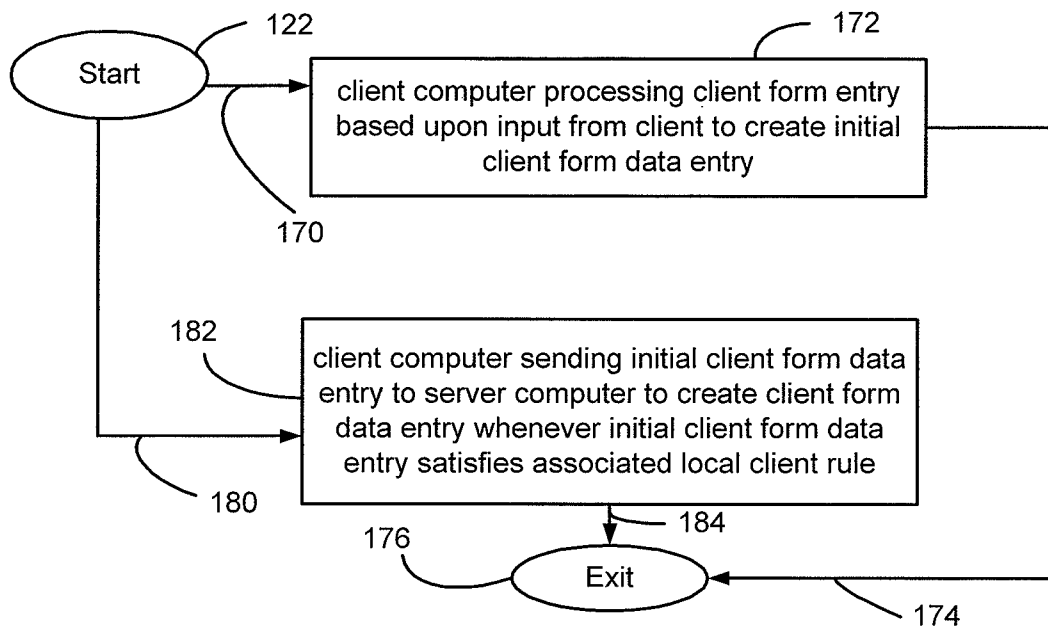 122
172
Start
client computer processing client form entry
based upon input from client to create initial
client form data entry
170
182
client computer sending initial client form data
entry to server computer to create client form
data entry whenever initial client form data
entry satisfies associated local client rule
180
184
176
Exit
174